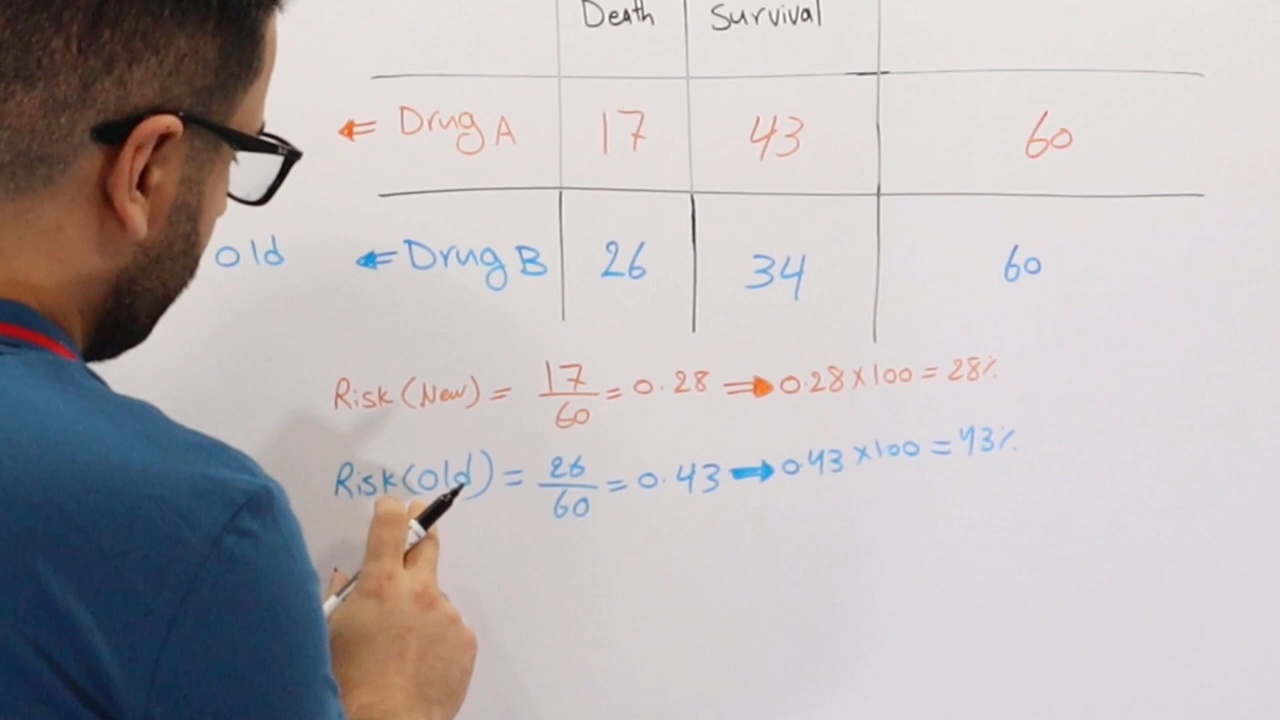 Death Survival
⇐ Drug A 17 43 60
old ⇐ Drug B 26 34 60
Risk (New) = 17/60 = 0.28 ⇒ 0.28 X 100 = 28%
Risk (Old) = 26/60 = 0.43 ➡ 0.43 X 100 = 43%